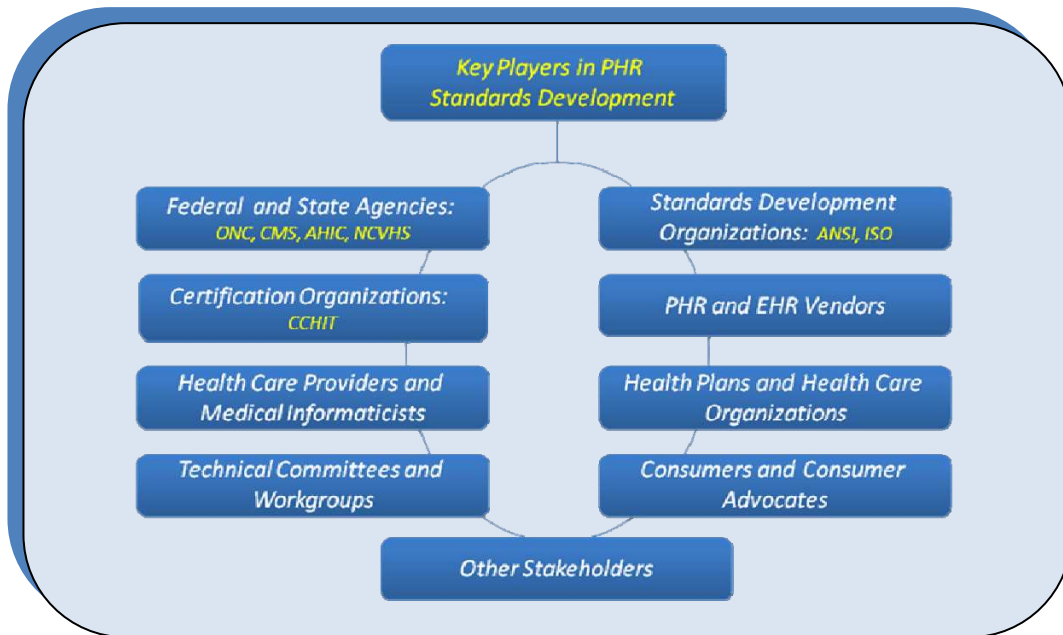 Key Players in PHR
Standards Development
Federal and State Agencies:
ONC, CMS, AHIC, NCVHS
Standards Development
Organizations: ANSI, ISO
Certification Organizations:
CCHIT
PHR and EHR Vendors
Health Care Providers and
Medical Informaticists
Health Plans and Health Care
Organizations
Technical Committees and
Workgroups
Consumers and Consumer
Advocates
Other Stakeholders